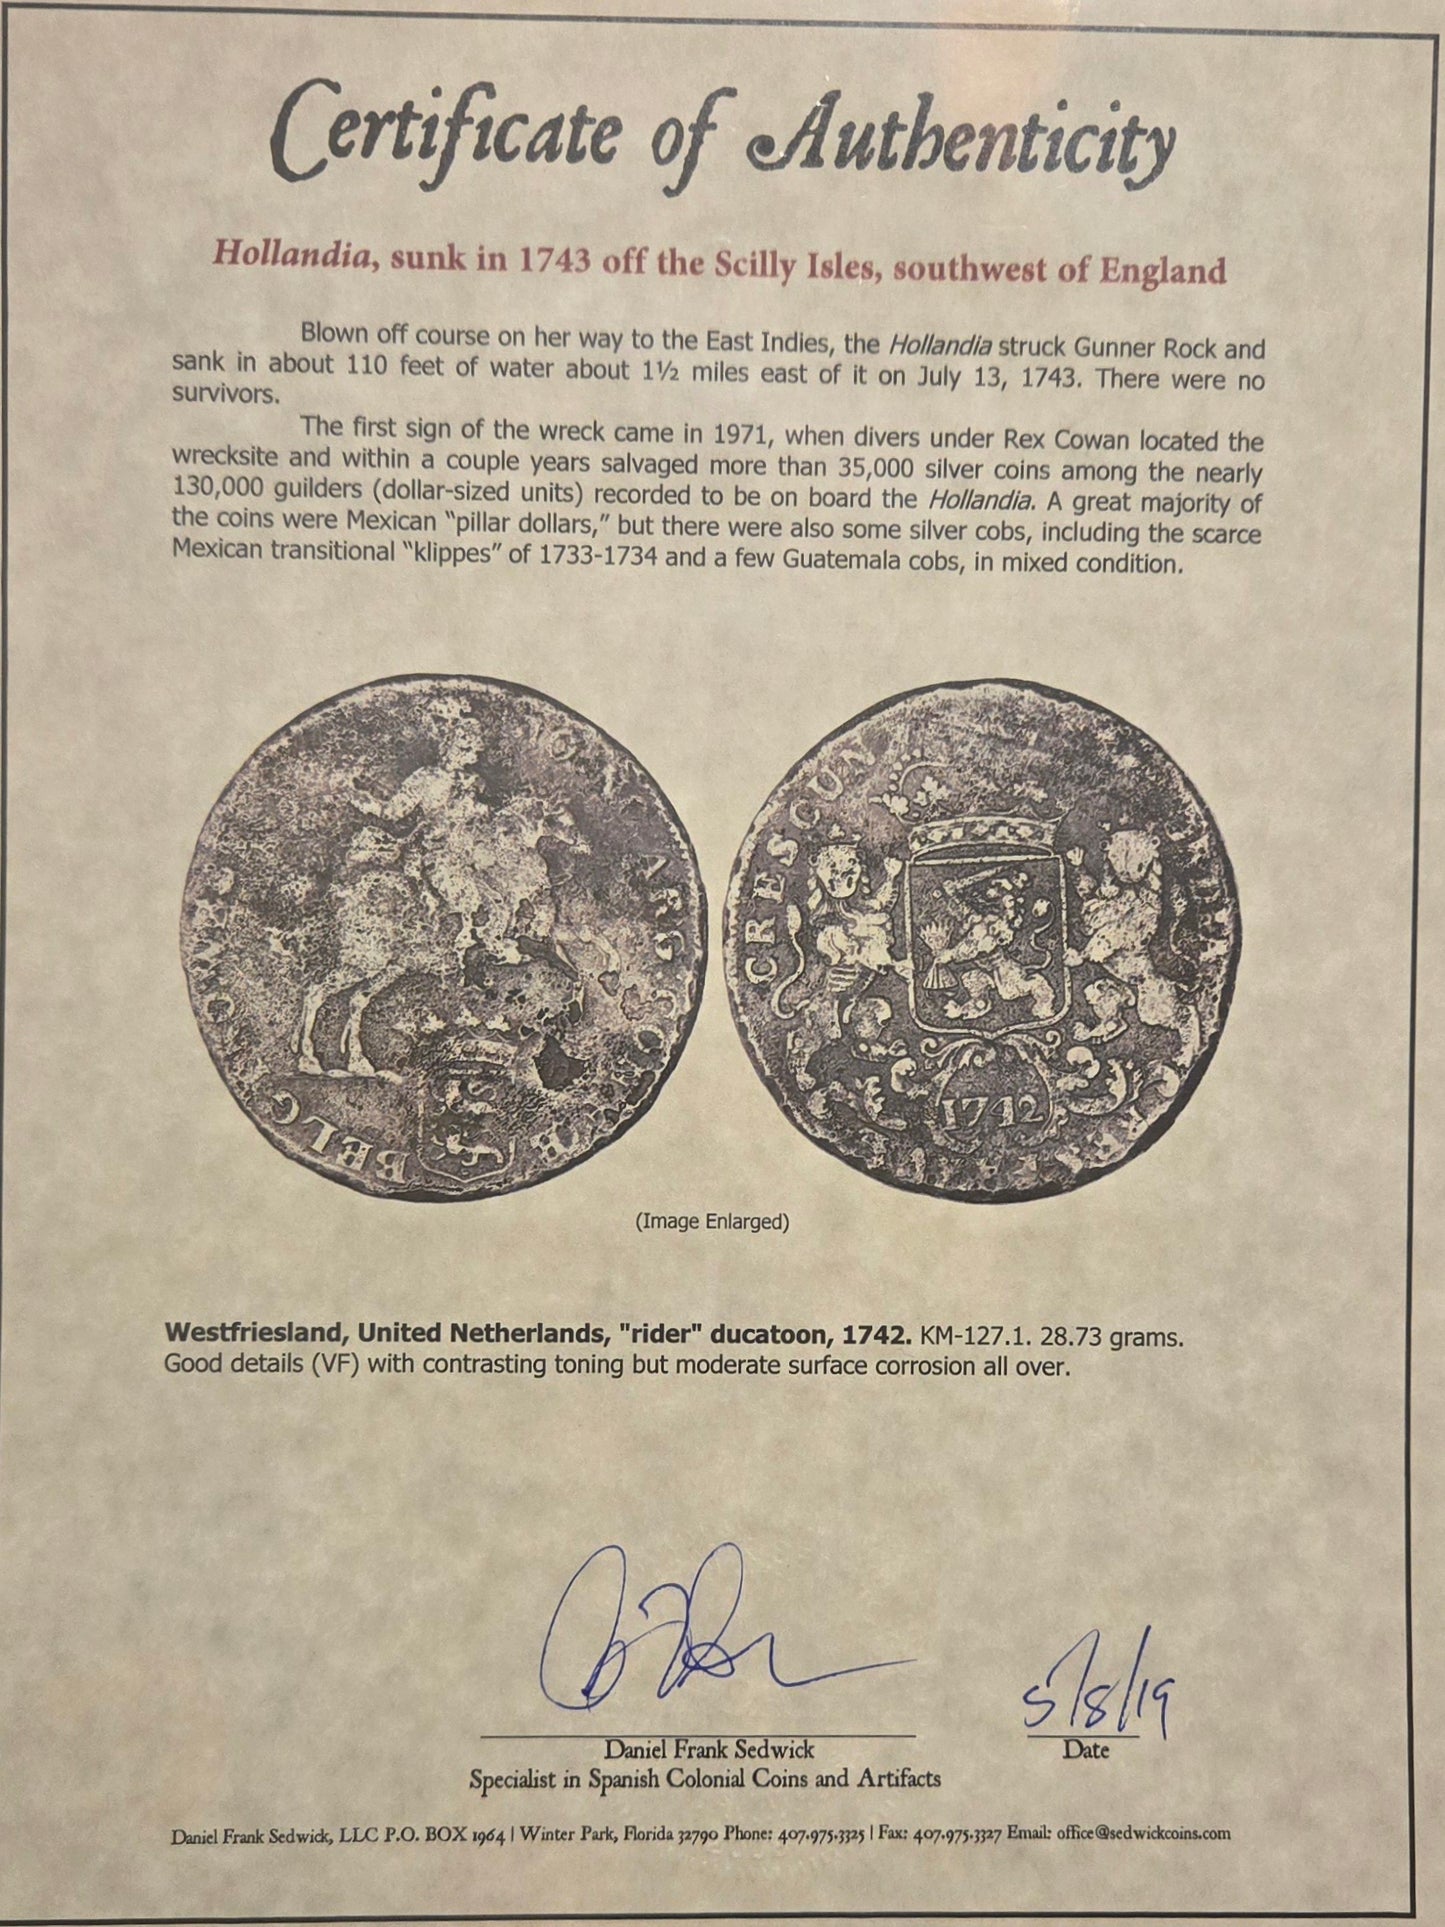 Certificate of Authenticity
Hollandia, sunk in 1743 off the Scilly Isles, southwest of England
Blown off course on her way to the East Indies, the Hollandia struck Gunner Rock and
sank in about 110 feet of water about 1½ miles east of it on July 13, 1743. There were no
survivors.
The first sign of the wreck came in 1971, when divers under Rex Cowan located the
wrecksite and within a couple years salvaged more than 35,000 silver coins among the nearly
130,000 guilders (dollar-sized units) recorded to be on board the Hollandia. A great majority of
the coins were Mexican “pillar dollars,” but there were also some silver cobs, including the scarce
Mexican transitional “klippes” of 1733-1734 and a few Guatemala cobs, in mixed condition.
BELG
CRESCUN
1742
(Image Enlarged)
Westfriesland, United Netherlands, "rider" ducatoon, 1742. KM-127.1. 28.73 grams.
Good details (VF) with contrasting toning but moderate surface corrosion all over.
5/8/19
Daniel Frank Sedwick
Date
Specialist in Spanish Colonial Coins and Artifacts
Daniel Frank Sedwick, LLC P.O. BOX 1964 | Winter Park, Florida 32790 Phone: 407.975.3325 | Fax: 407.975.3327 Email: office@sedwickcoins.com